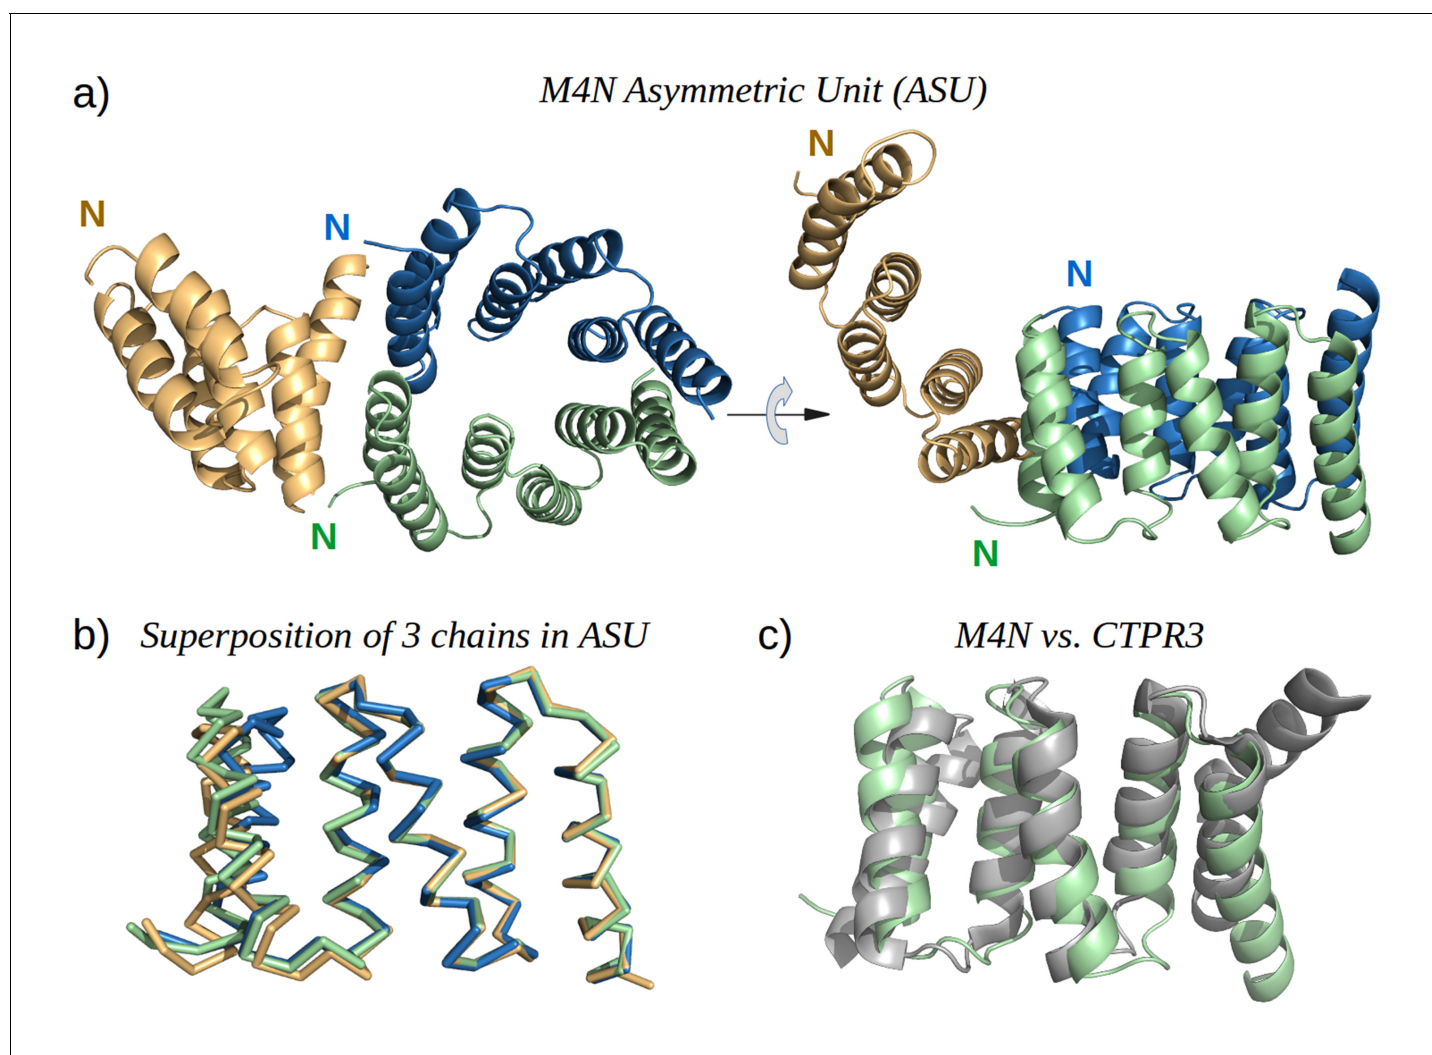 a)
M4N Asymmetric Unit (ASU)
N
N
N
N
N
N
b)
Superposition of 3 chains in ASU
c)
M4N vs. CTPR3